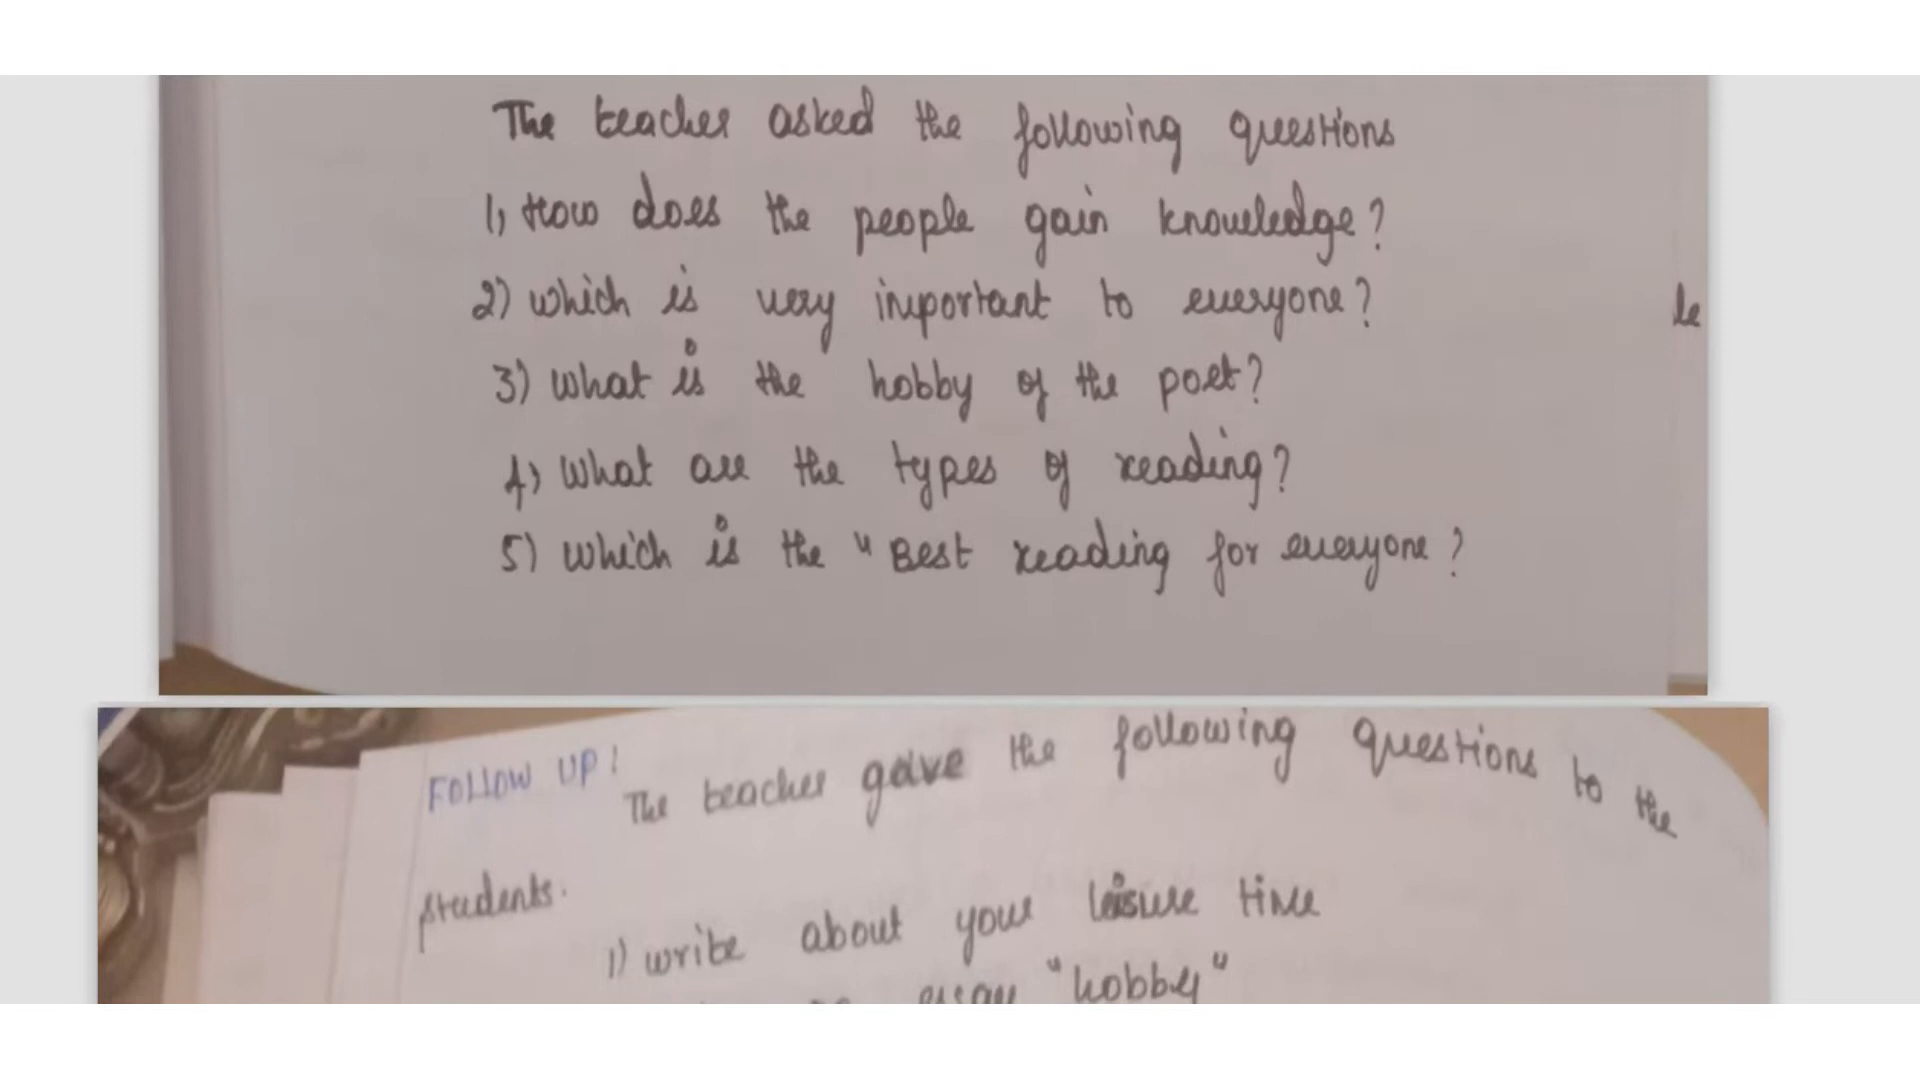 The teacher asked the following questions
1) How does the people gain knowledge?
2) which is very important to everyone?
le
3) what is the hobby of the poet?
4) what are the types of reading?
5) which is the "Best reading for everyone?
FOLLOW UP:
The teacher gave the following questions to the
students.
1) write about your leisure time
essay "hobby"